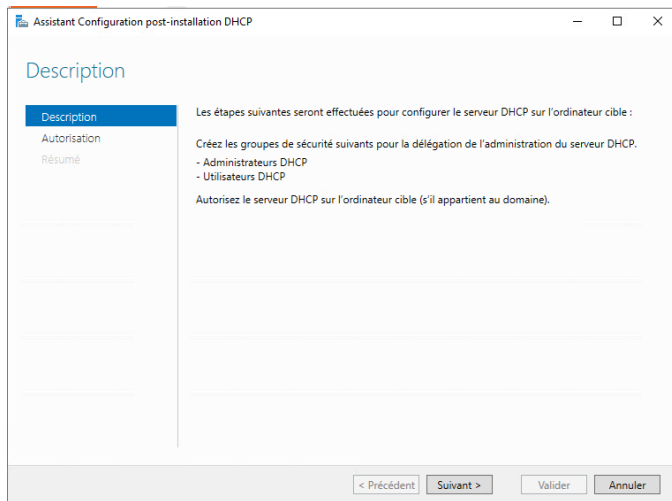 Assistant Configuration post-installation DHCP
Description
Description
Autorisation
Résumé
Les étapes suivantes seront effectuées pour configurer le serveur DHCP sur l'ordinateur cible :
Créez les groupes de sécurité suivants pour la délégation de l'administration du serveur DHCP.
- Administrateurs DHCP
- Utilisateurs DHCP
Autorisez le serveur DHCP sur l'ordinateur cible (s'il appartient au domaine).
< Précédent Suivant > Valider Annuler